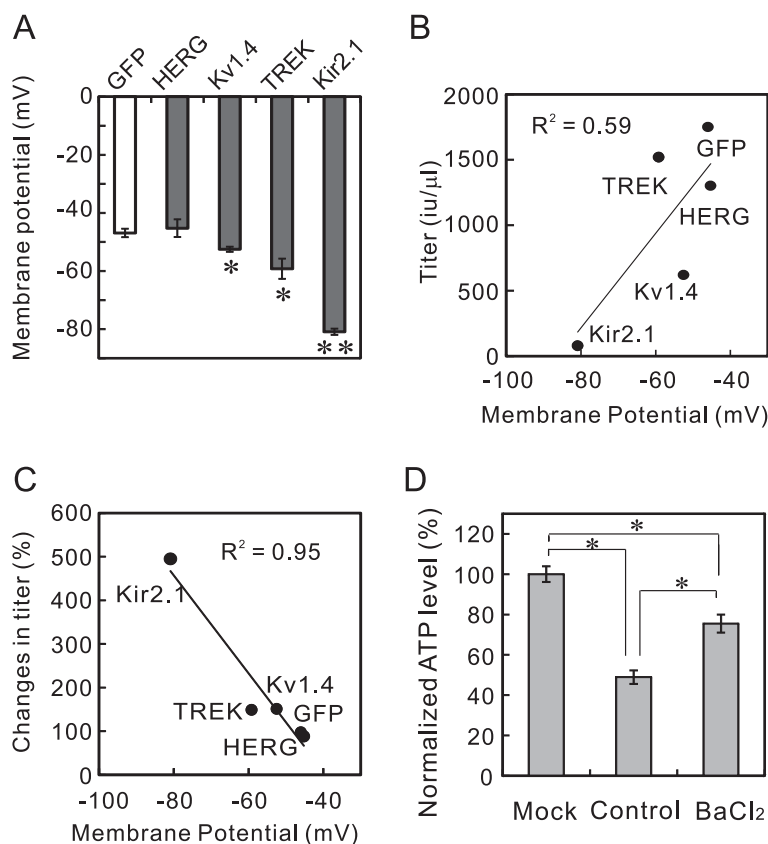 A
GFP HERG Kv1.4 TREK Kir2.1
Membrane potential (mV)
0
-20
-40
-60
-80
*
*
**
B
Titer (iu/μl)
2000
1500
1000
500
0
R² = 0.59
GFP
TREK
HERG
Kv1.4
Kir2.1
-100 -80 -60 -40
Membrane Potential (mV)
C
Changes in titer (%)
600
500
400
300
200
100
0
R² = 0.95
Kir2.1
Kv1.4
TREK
GFP
HERG
-100 -80 -60 -40
Membrane Potential (mV)
D
Normalized ATP level (%)
120
100
80
60
40
20
0
*
*
*
Mock Control BaCl₂